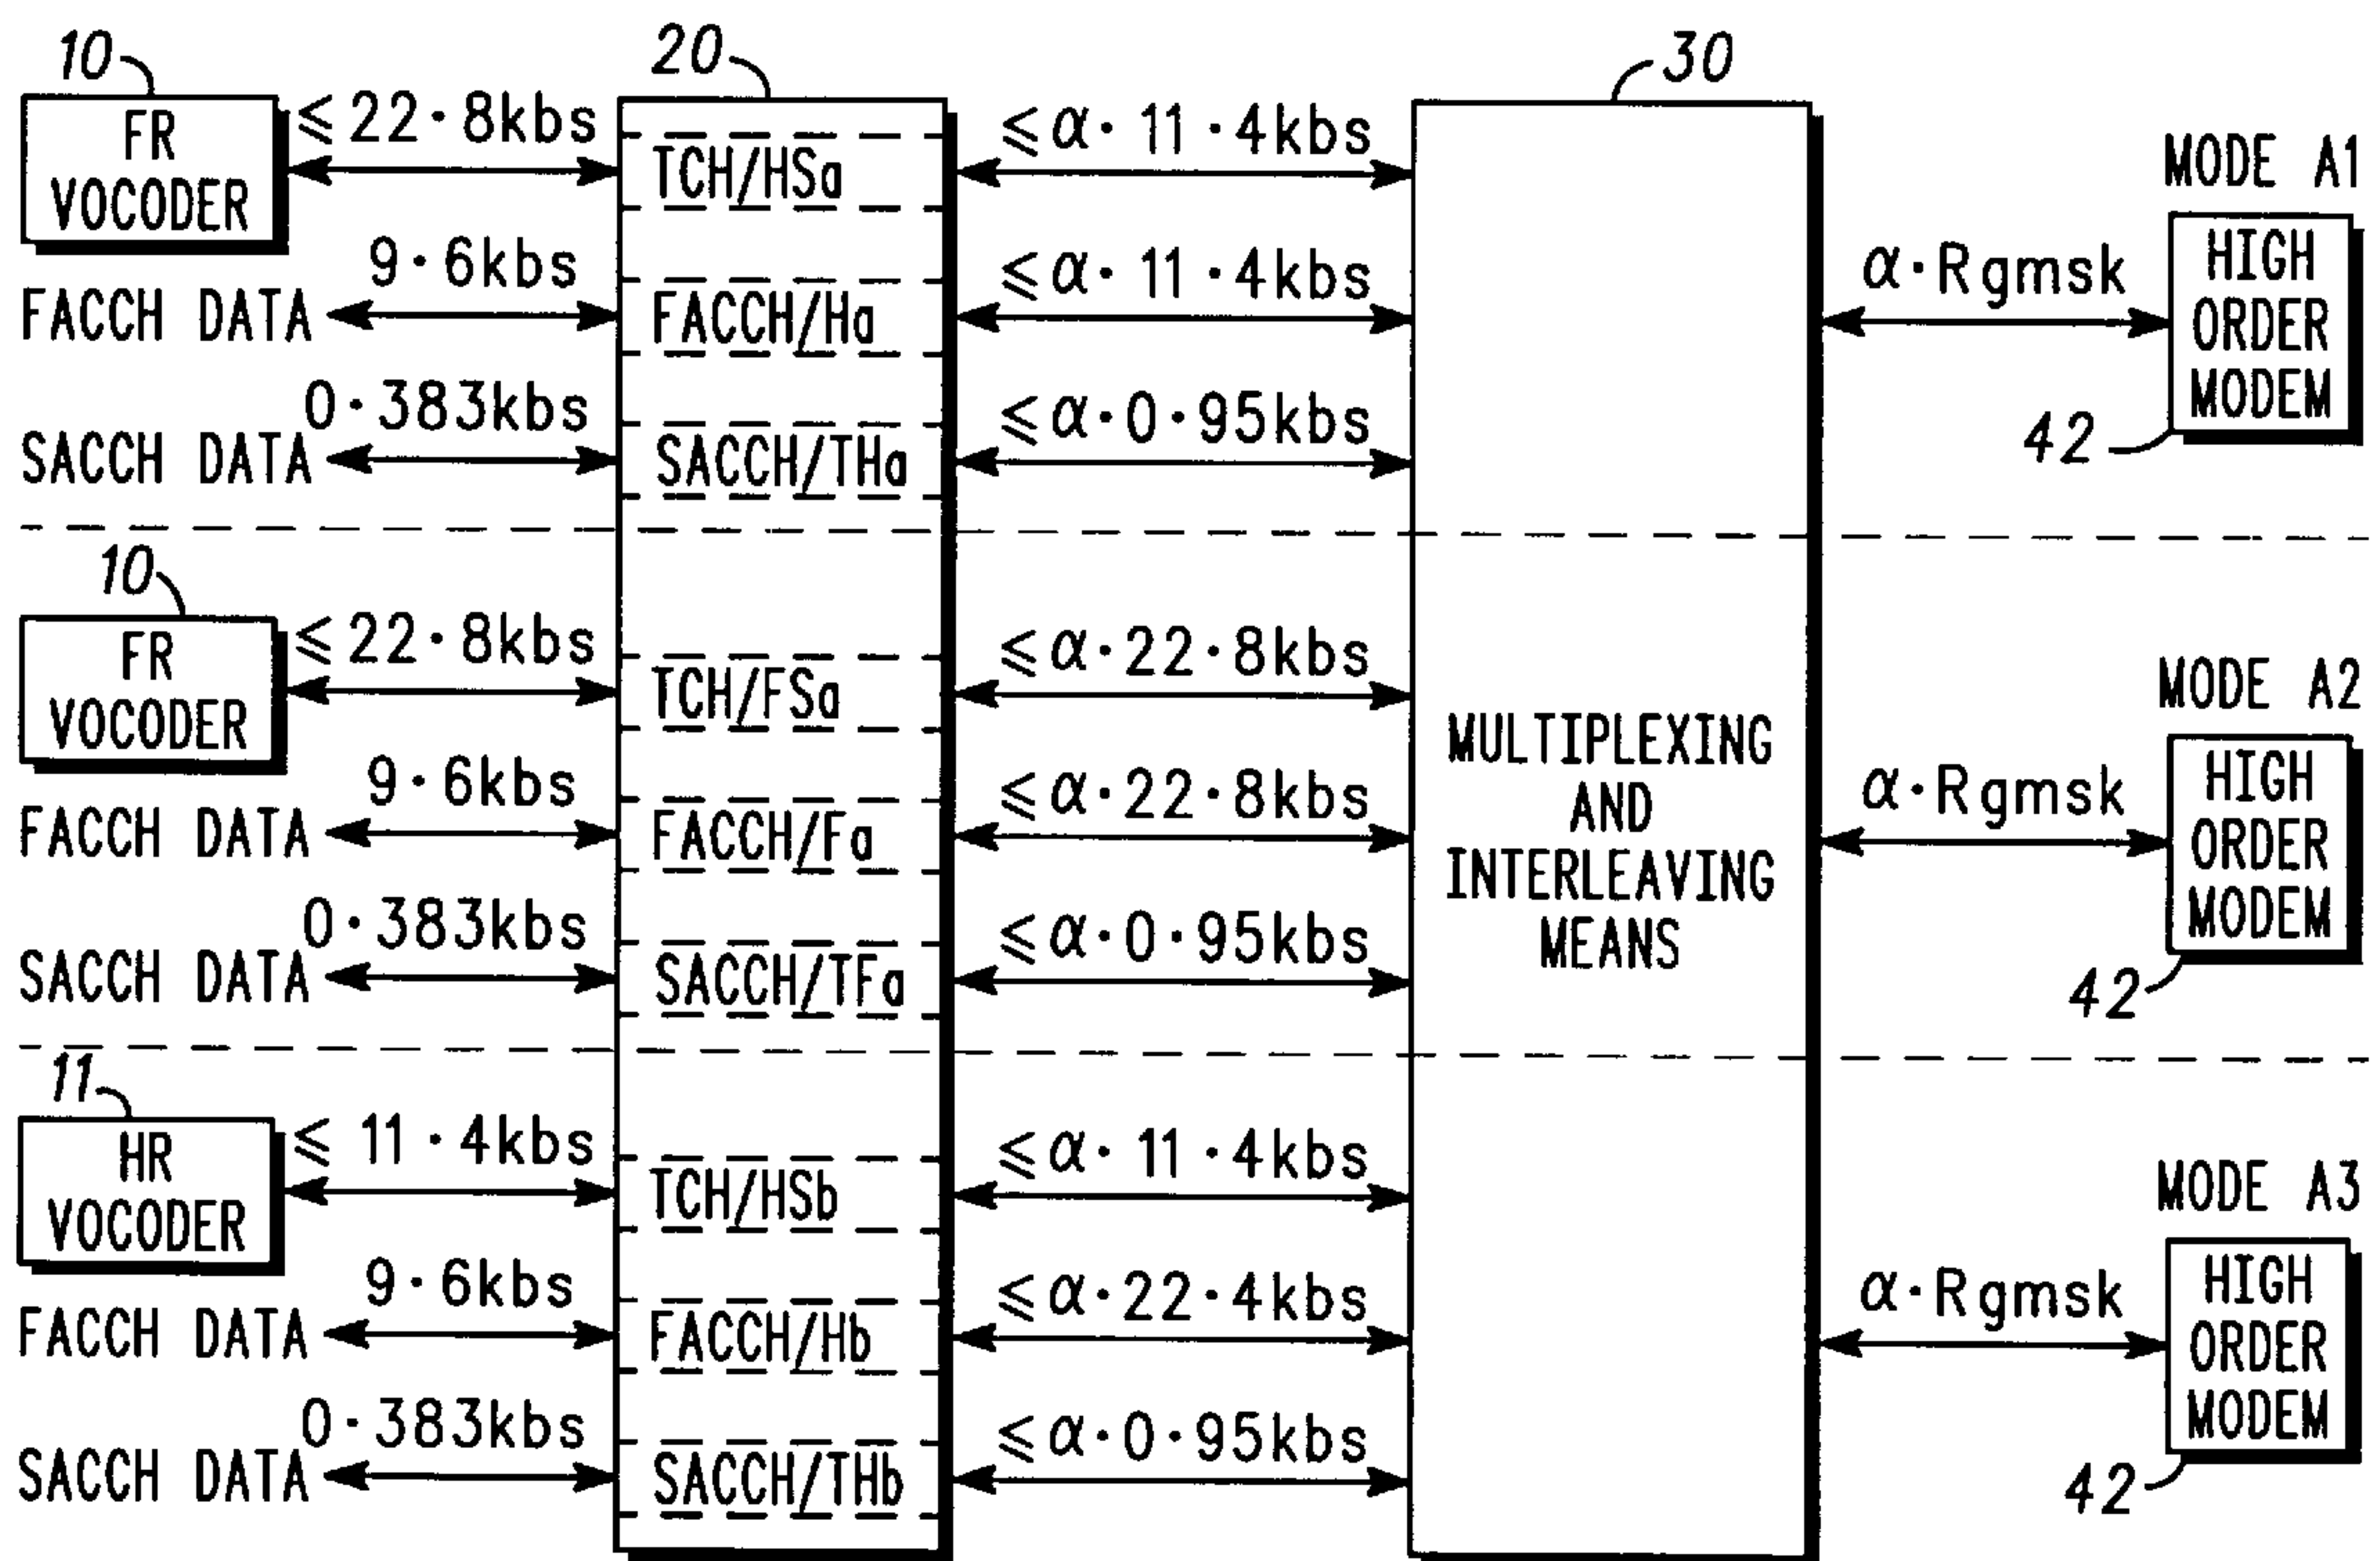 10
20
30
FR
VOCODER
≤ 22·8kbs
TCH/HSa
≤ α· 11 ·4kbs
MODE A1
FACCH DATA
9·6kbs
FACCH/Ha
≤ α· 11 ·4kbs
α·Rgmsk
HIGH
ORDER
MODEM
42
SACCH DATA
0·383kbs
SACCH/THa
≤ α·0·95kbs
10
FR
VOCODER
≤ 22·8kbs
TCH/FSa
≤ α·22·8kbs
MODE A2
FACCH DATA
9·6kbs
FACCH/Fa
≤ α·22·8kbs
MULTIPLEXING
AND
INTERLEAVING
MEANS
α·Rgmsk
HIGH
ORDER
MODEM
42
SACCH DATA
0·383kbs
SACCH/TFa
≤ α·0·95kbs
11
HR
VOCODER
≤ 11 ·4kbs
TCH/HSb
≤ α· 11 ·4kbs
MODE A3
FACCH DATA
9·6kbs
FACCH/Hb
≤ α·22·4kbs
α·Rgmsk
HIGH
ORDER
MODEM
42
SACCH DATA
0·383kbs
SACCH/THb
≤ α·0·95kbs